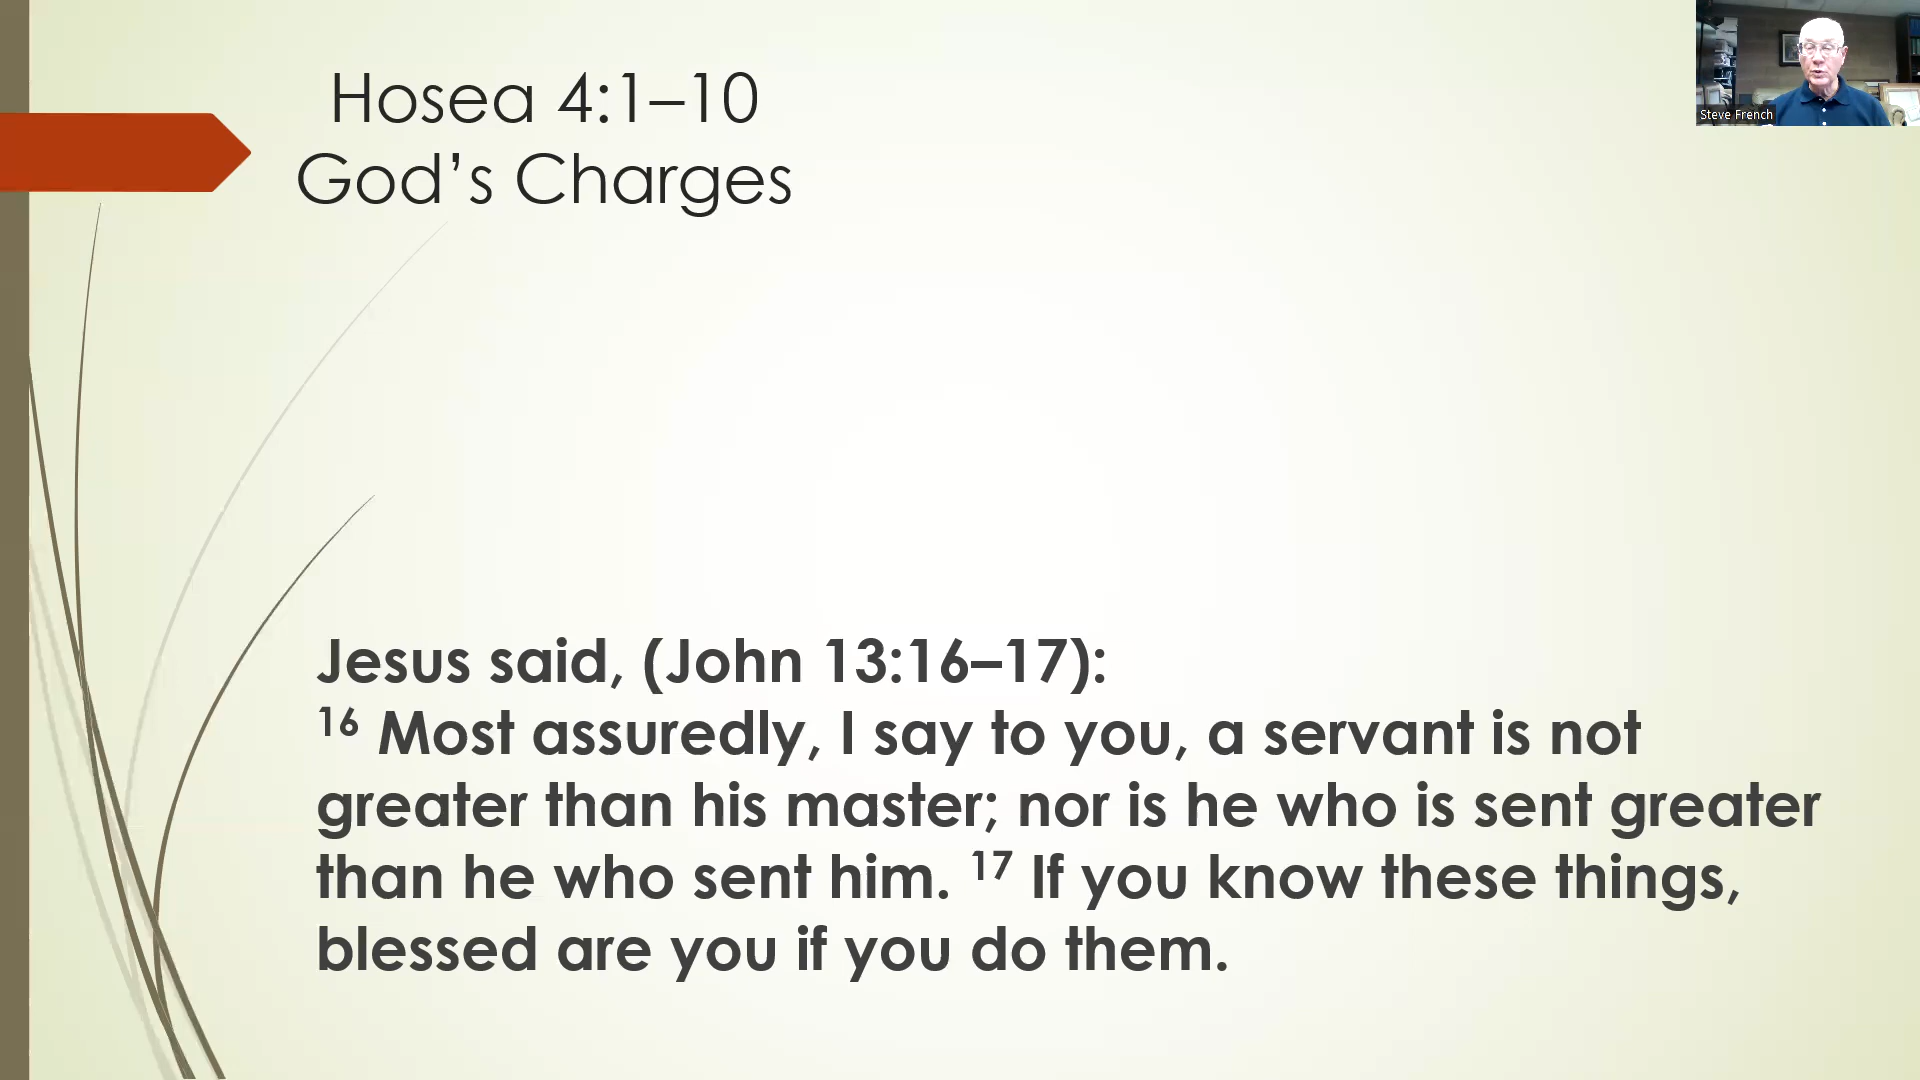 Hosea 4:1–10
God’s Charges
Steve French
Jesus said, (John 13:16–17):
16 Most assuredly, I say to you, a servant is not
greater than his master; nor is he who is sent greater
than he who sent him. 17 If you know these things,
blessed are you if you do them.